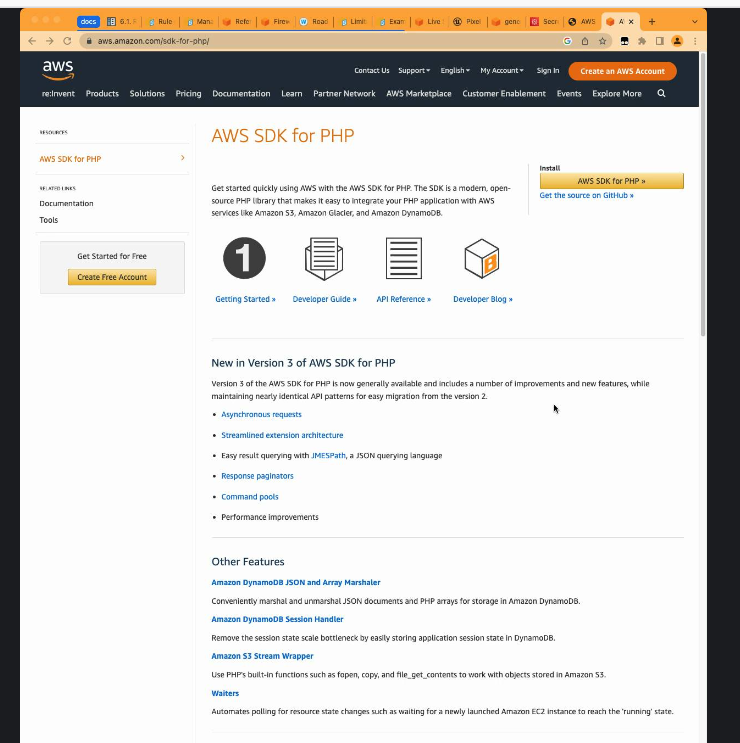 docs 6.1. Rule Man Refe Firew Road Limit Exam Live Pixel gene Secr AWS
aws.amazon.com/sdk-for-php/
aws
Contact Us Support English My Account Sign In Create an AWS Account
re:Invent Products Solutions Pricing Documentation Learn Partner Network AWS Marketplace Customer Enablement Events Explore More
RESOURCES
AWS SDK for PHP
RELATED LINKS
Documentation
Tools
Get Started for Free
Create Free Account
AWS SDK for PHP
Get started quickly using AWS with the AWS SDK for PHP. The SDK is a modern, open-
source PHP library that makes it easy to integrate your PHP application with AWS
services like Amazon S3, Amazon Glacier, and Amazon DynamoDB.
Install
AWS SDK for PHP »
Get the source on GitHub »
1
Getting Started » Developer Guide » API Reference » Developer Blog »
New in Version 3 of AWS SDK for PHP
Version 3 of the AWS SDK for PHP is now generally available and includes a number of improvements and new features, while
maintaining nearly identical API patterns for easy migration from the version 2.
• Asynchronous requests
• Streamlined extension architecture
• Easy result querying with JMESPath, a JSON querying language
• Response paginators
• Command pools
• Performance improvements
Other Features
Amazon DynamoDB JSON and Array Marshaler
Conveniently marshal and unmarshal JSON documents and PHP arrays for storage in Amazon DynamoDB.
Amazon DynamoDB Session Handler
Remove the session state scale bottleneck by easily storing application session state in DynamoDB.
Amazon S3 Stream Wrapper
Use PHP's built-in functions such as fopen, copy, and file_get_contents to work with objects stored in Amazon S3.
Waiters
Automates polling for resource state changes such as waiting for a newly launched Amazon EC2 instance to reach the 'running' state.